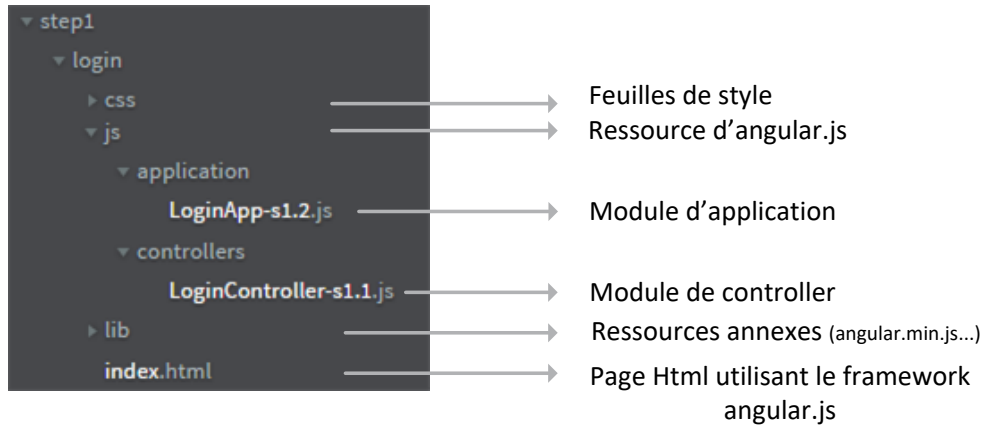 step1
login
css
Feuilles de style
js
Ressource d’angular.js
application
LoginApp-s1.2.js
Module d’application
controllers
LoginController-s1.1.js
Module de controller
lib
Ressources annexes (angular.min.js...)
index.html
Page Html utilisant le framework
angular.js